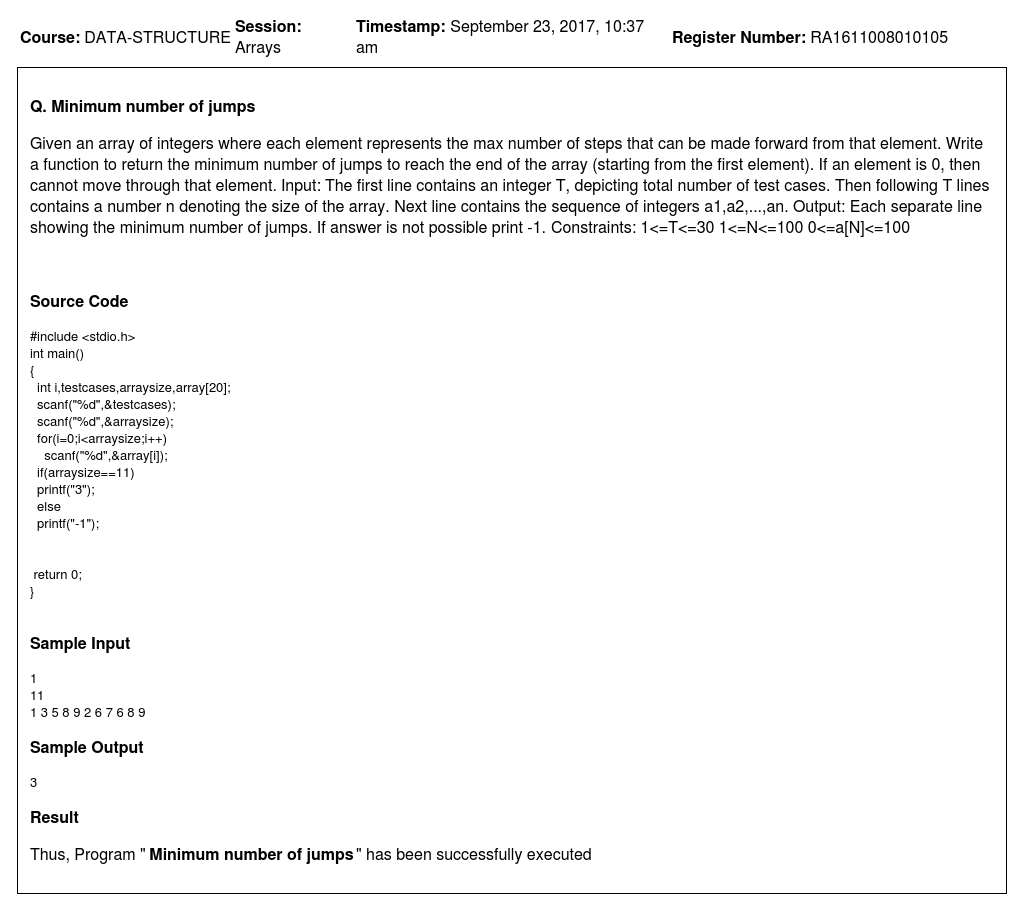 Course: DATA-STRUCTURE Session: Arrays Timestamp: September 23, 2017, 10:37 am Register Number: RA1611008010105
Q. Minimum number of jumps
Given an array of integers where each element represents the max number of steps that can be made forward from that element. Write
a function to return the minimum number of jumps to reach the end of the array (starting from the first element). If an element is 0, then
cannot move through that element. Input: The first line contains an integer T, depicting total number of test cases. Then following T lines
contains a number n denoting the size of the array. Next line contains the sequence of integers a1,a2,...,an. Output: Each separate line
showing the minimum number of jumps. If answer is not possible print -1. Constraints: 1<=T<=30 1<=N<=100 0<=a[N]<=100
Source Code
#include <stdio.h>
int main()
{
int i,testcases,arraysize,array[20];
scanf("%d",&testcases);
scanf("%d",&arraysize);
for(i=0;i<arraysize;i++)
scanf("%d",&array[i]);
if(arraysize==11)
printf("3");
else
printf("-1");
return 0;
}
Sample Input
1
11
1 3 5 8 9 2 6 7 6 8 9
Sample Output
3
Result
Thus, Program " Minimum number of jumps " has been successfully executed